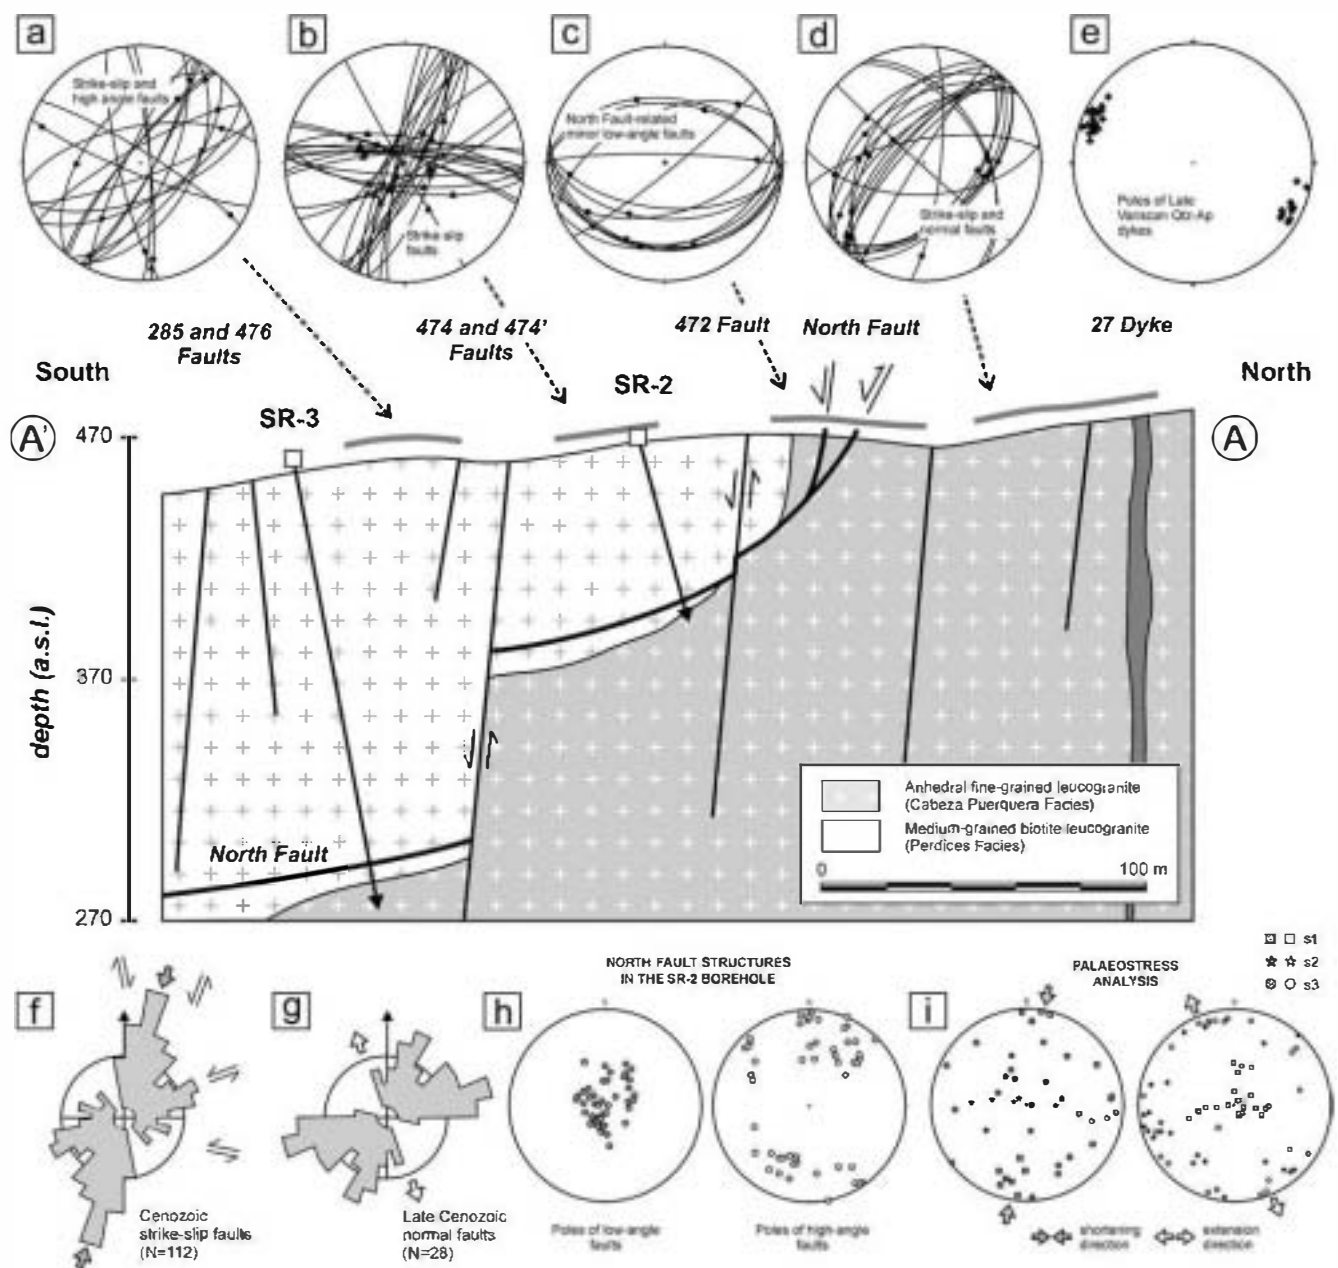 a
b
c
d
e
Strike-slip and
high angle faults
Strike slip
faults
North Fault-related
minor low-angle faults
Strike-slip and
normal faults
Poles of Late
Variscan Qtz-Ap
dykes
285 and 476
Faults
474 and 474'
Faults
472 Fault
North Fault
27 Dyke
South
North
SR-3
SR-2
A'
A
470
370
270
depth (a.s.l.)
North Fault
Anhedral fine-grained leucogranite
(Cabeza Puerquera Facies)
Medium-grained biotite leucogranite
(Perdices Facies)
0
100 m
f
g
h
i
NORTH FAULT STRUCTURES
IN THE SR-2 BOREHOLE
PALAEOSTRESS
ANALYSIS
s1
s2
s3
Cenozoic
strike-slip faults
(N=112)
Late Cenozoic
normal faults
(N=28)
Poles of low-angle
faults
Poles of high-angle
faults
shortening
direction
extension
direction